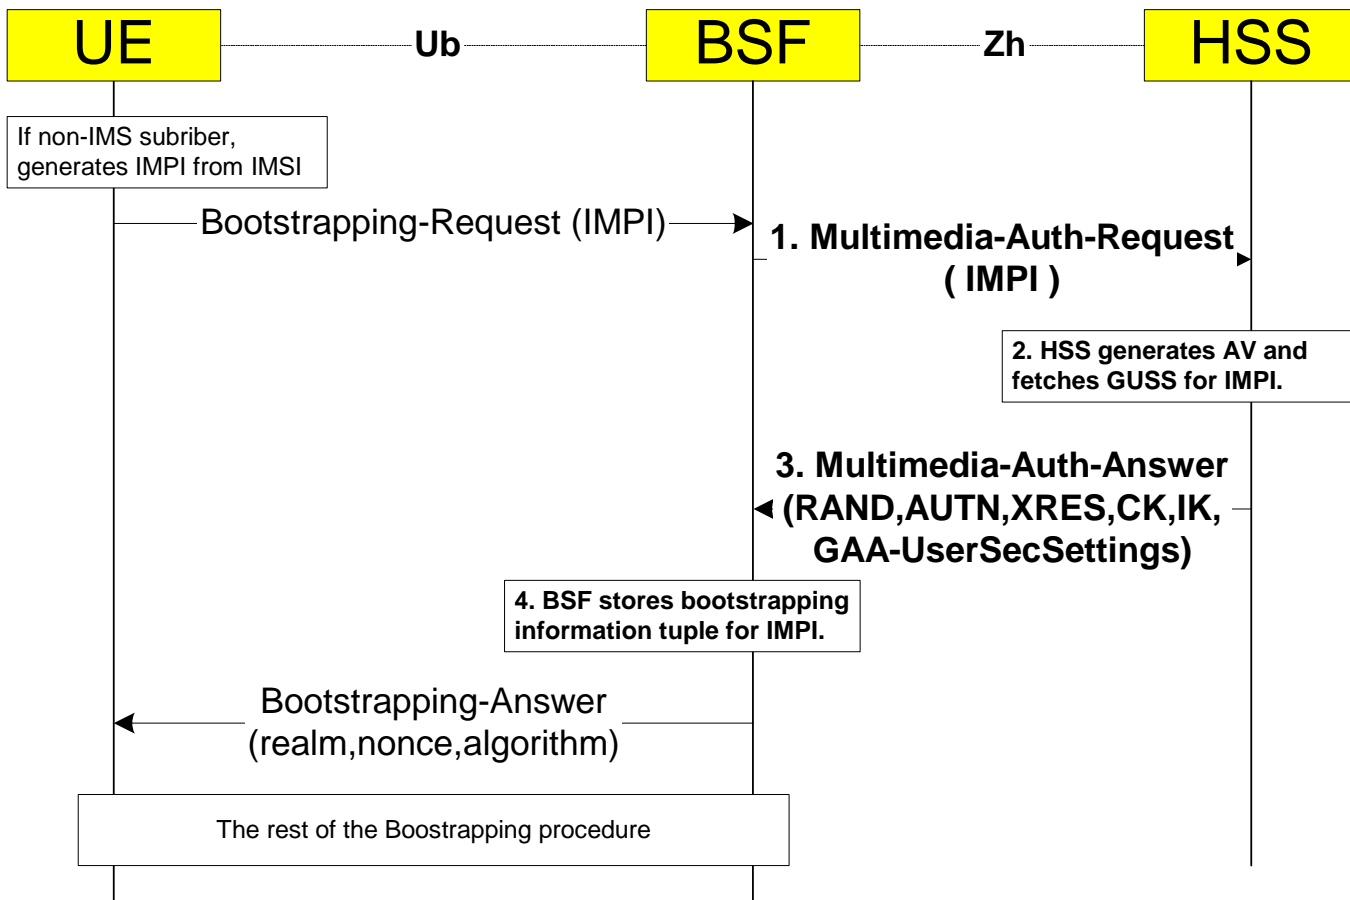 UE
Ub
BSF
Zh
HSS
If non-IMS subriber,
generates IMPI from IMSI
Bootstrapping-Request (IMPI)
1. Multimedia-Auth-Request
( IMPI )
2. HSS generates AV and
fetches GUSS for IMPI.
3. Multimedia-Auth-Answer
(RAND,AUTN,XRES,CK,IK,
GAA-UserSecSettings)
4. BSF stores bootstrapping
information tuple for IMPI.
Bootstrapping-Answer
(realm,nonce,algorithm)
The rest of the Boostrapping procedure